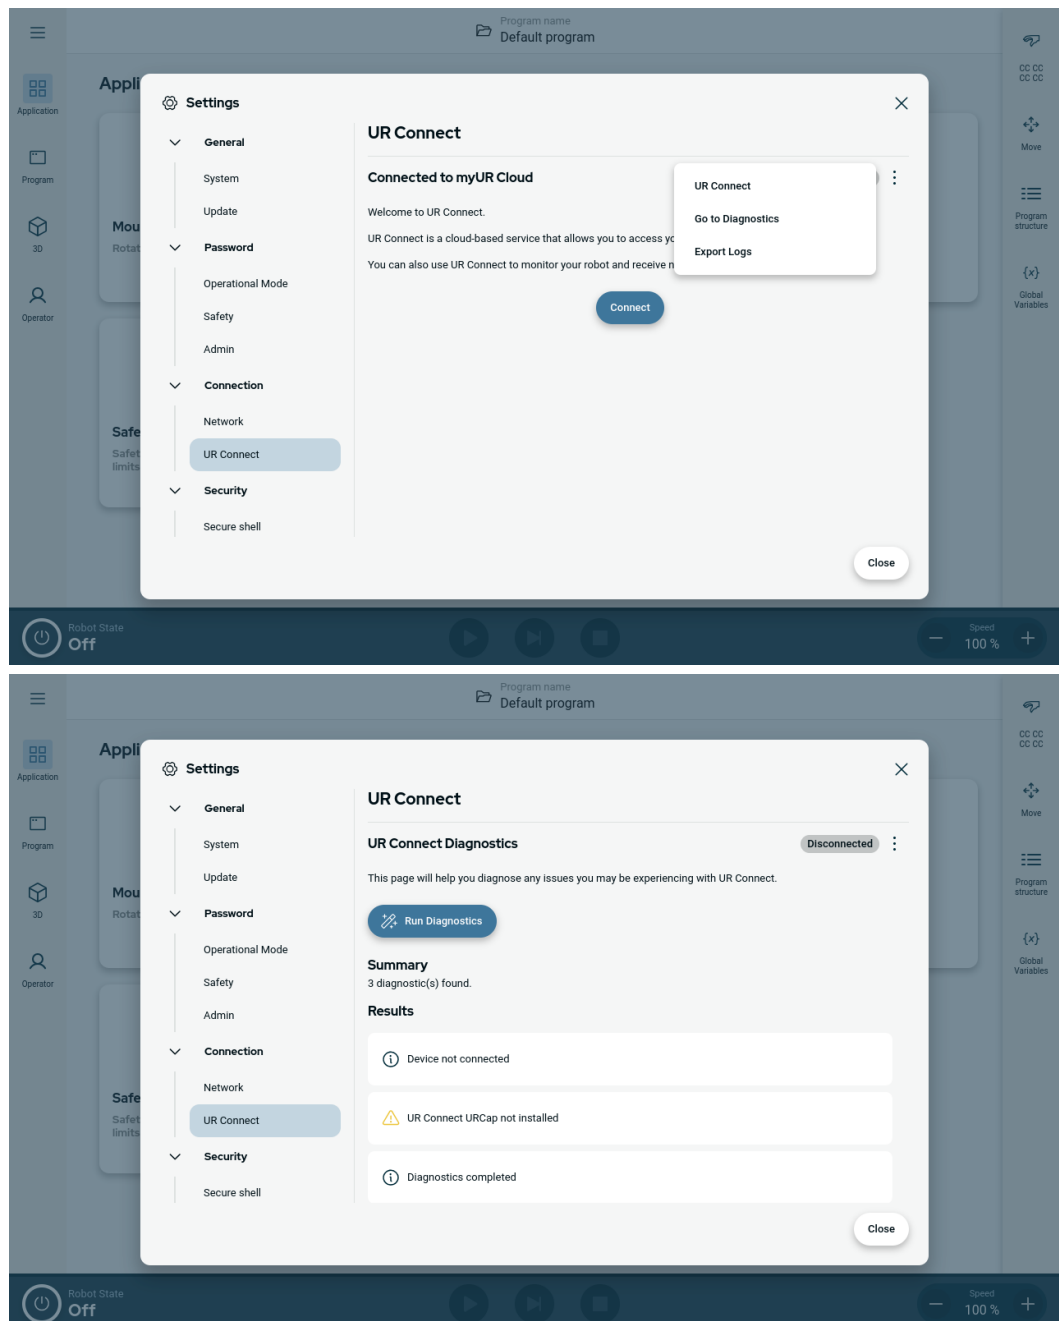 Program name
Default program
Application
Program
3D
Operator
Appli
Mou
Rotat
Safe
Safet
limits
Settings
General
System
Update
Password
Operational Mode
Safety
Admin
Connection
Network
UR Connect
Security
Secure shell
UR Connect
Connected to myUR Cloud
Welcome to UR Connect.
UR Connect is a cloud-based service that allows you to access yo
You can also use UR Connect to monitor your robot and receive n
UR Connect
Go to Diagnostics
Export Logs
Connect
Close
CC CC
CC CC
Move
Program
structure
{x}
Global
Variables
Robot State
Off
Speed
100 %
Program name
Default program
Application
Program
3D
Operator
Appli
Mou
Rotat
Safe
Safet
limits
Settings
General
System
Update
Password
Operational Mode
Safety
Admin
Connection
Network
UR Connect
Security
Secure shell
UR Connect
UR Connect Diagnostics
Disconnected
This page will help you diagnose any issues you may be experiencing with UR Connect.
Run Diagnostics
Summary
3 diagnostic(s) found.
Results
Device not connected
UR Connect URCap not installed
Diagnostics completed
Close
CC CC
CC CC
Move
Program
structure
{x}
Global
Variables
Robot State
Off
Speed
100 %